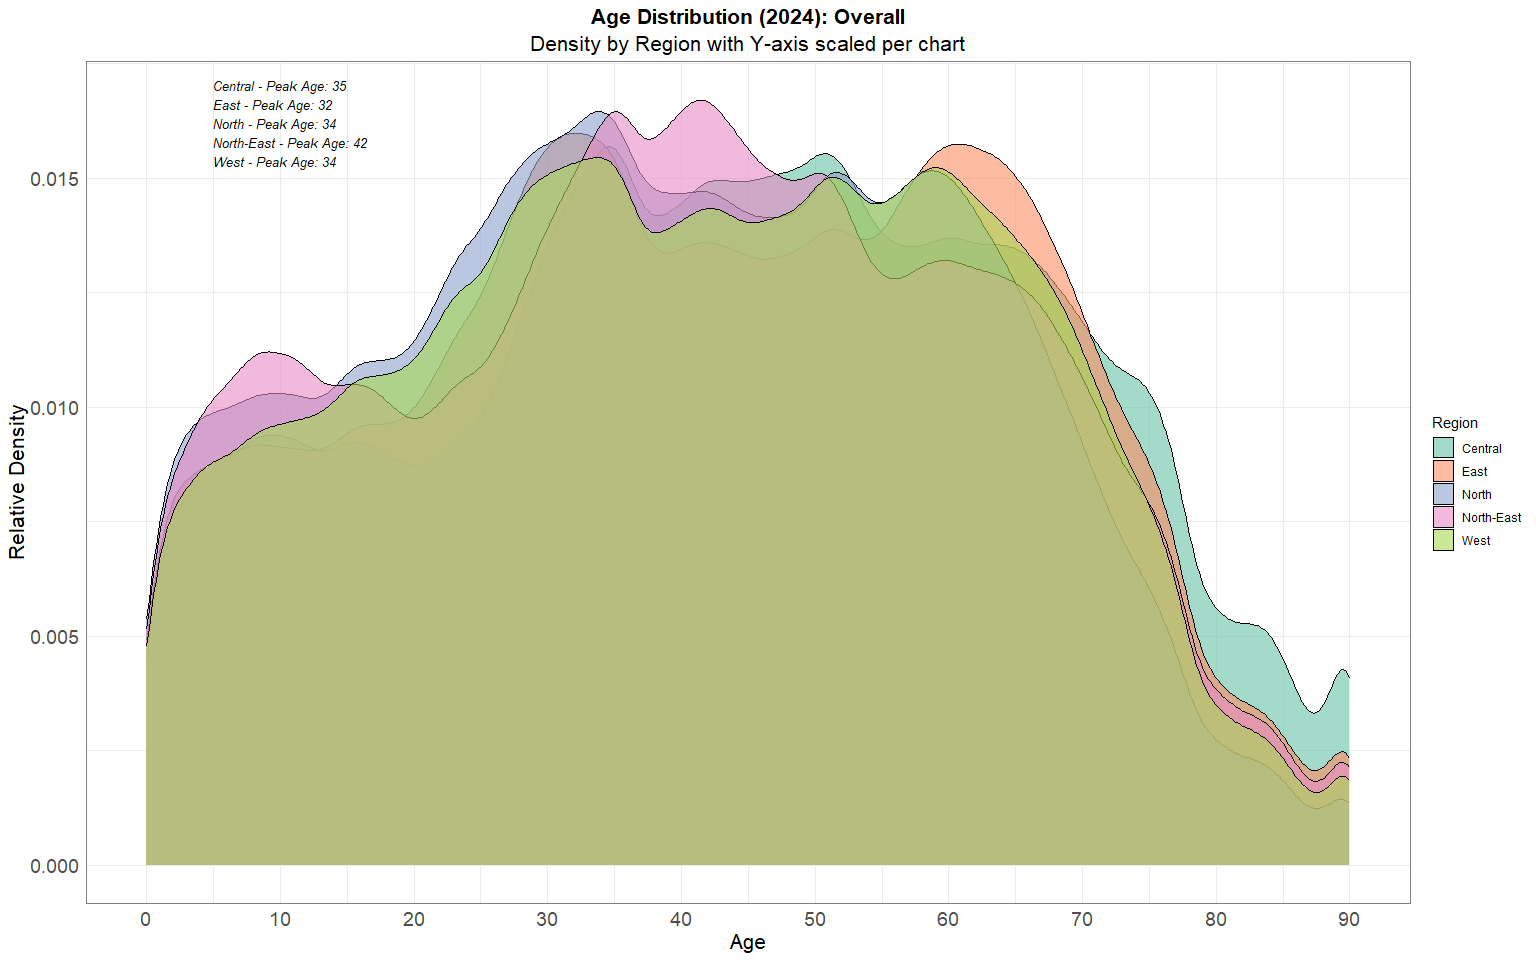 Age Distribution (2024): Overall
Density by Region with Y-axis scaled per chart
Central - Peak Age: 35
East - Peak Age: 32
North - Peak Age: 34
North-East - Peak Age: 42
West - Peak Age: 34
0.015
0.010
0.005
0.000
Relative Density
0 10 20 30 40 50 60 70 80 90
Age
Region
Central
East
North
North-East
West